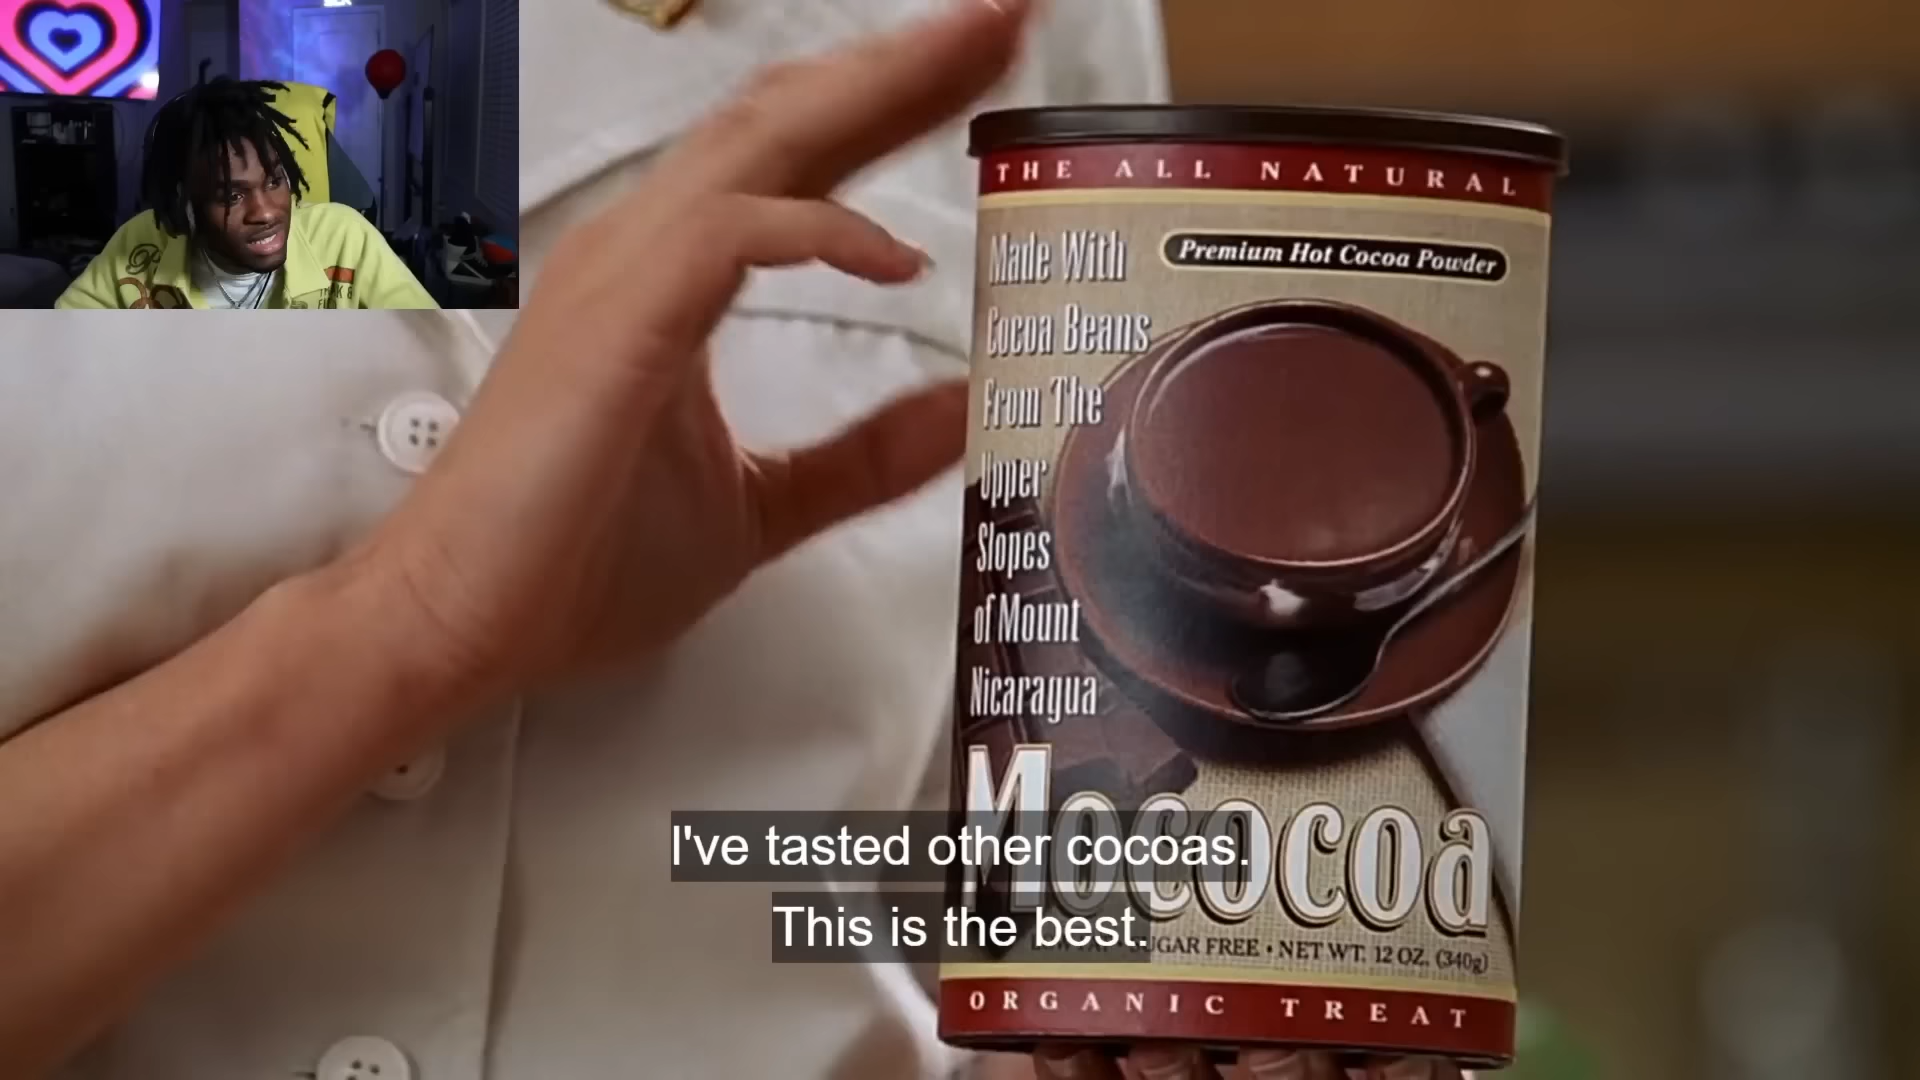 THE ALL NATURAL
Premium Hot Cocoa Powder
Made With
Cocoa Beans
From The
Upper
Slopes
of Mount
Nicaragua
Mococoa
I've tasted other cocoas.
This is the best.
SUGAR FREE • NET WT. 12 OZ. (340g)
ORGANIC TREAT